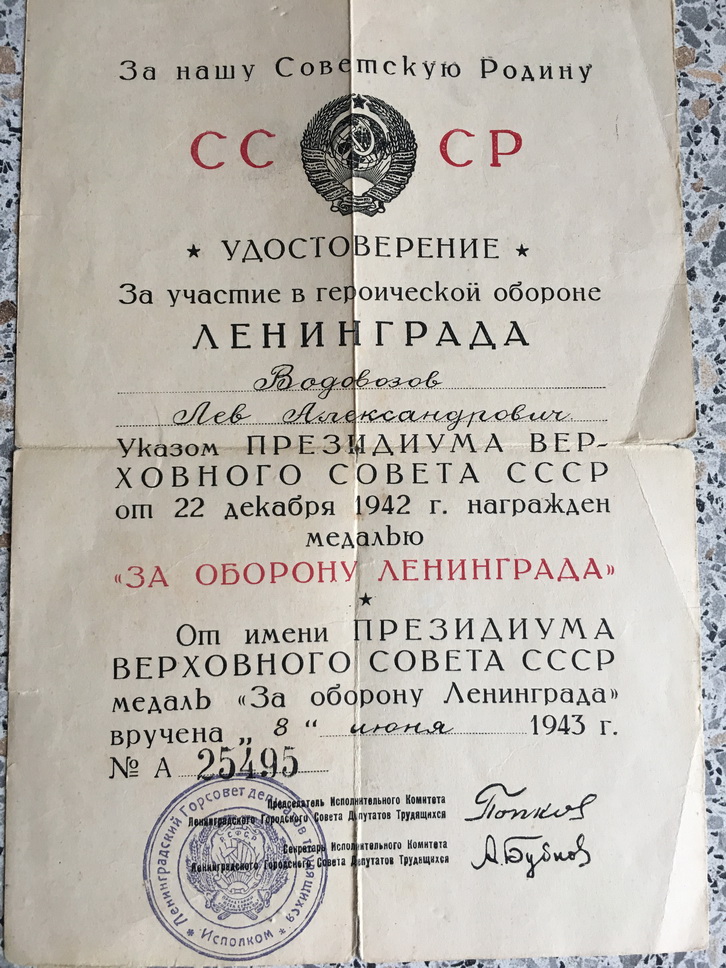 За нашу Советскую Родину
СССР
★ УДОСТОВЕРЕНИЕ ★
За участие в героической обороне
ЛЕНИНГРАДА
Водовозов
Лев Александрович
Указом ПРЕЗИДИУМА ВЕР-
ХОВНОГО СОВЕТА СССР
от 22 декабря 1942 г. награжден
медалью
«ЗА ОБОРОНУ ЛЕНИНГРАДА»
★
От имени ПРЕЗИДИУМА
ВЕРХОВНОГО СОВЕТА СССР
медаль «За оборону Ленинграда»
вручена „ 8 “ июня 1943 г.
№ А 25495
Председатель Исполнительного Комитета
Ленинградского Городского Совета Депутатов Трудящихся
Попков
Секретарь Исполнительного Комитета
Ленинградского Городского Совета Депутатов Трудящихся
А. Бубнов
Ленинградский Горсовет депутатов трудящихся
* Исполком *
РСФСР